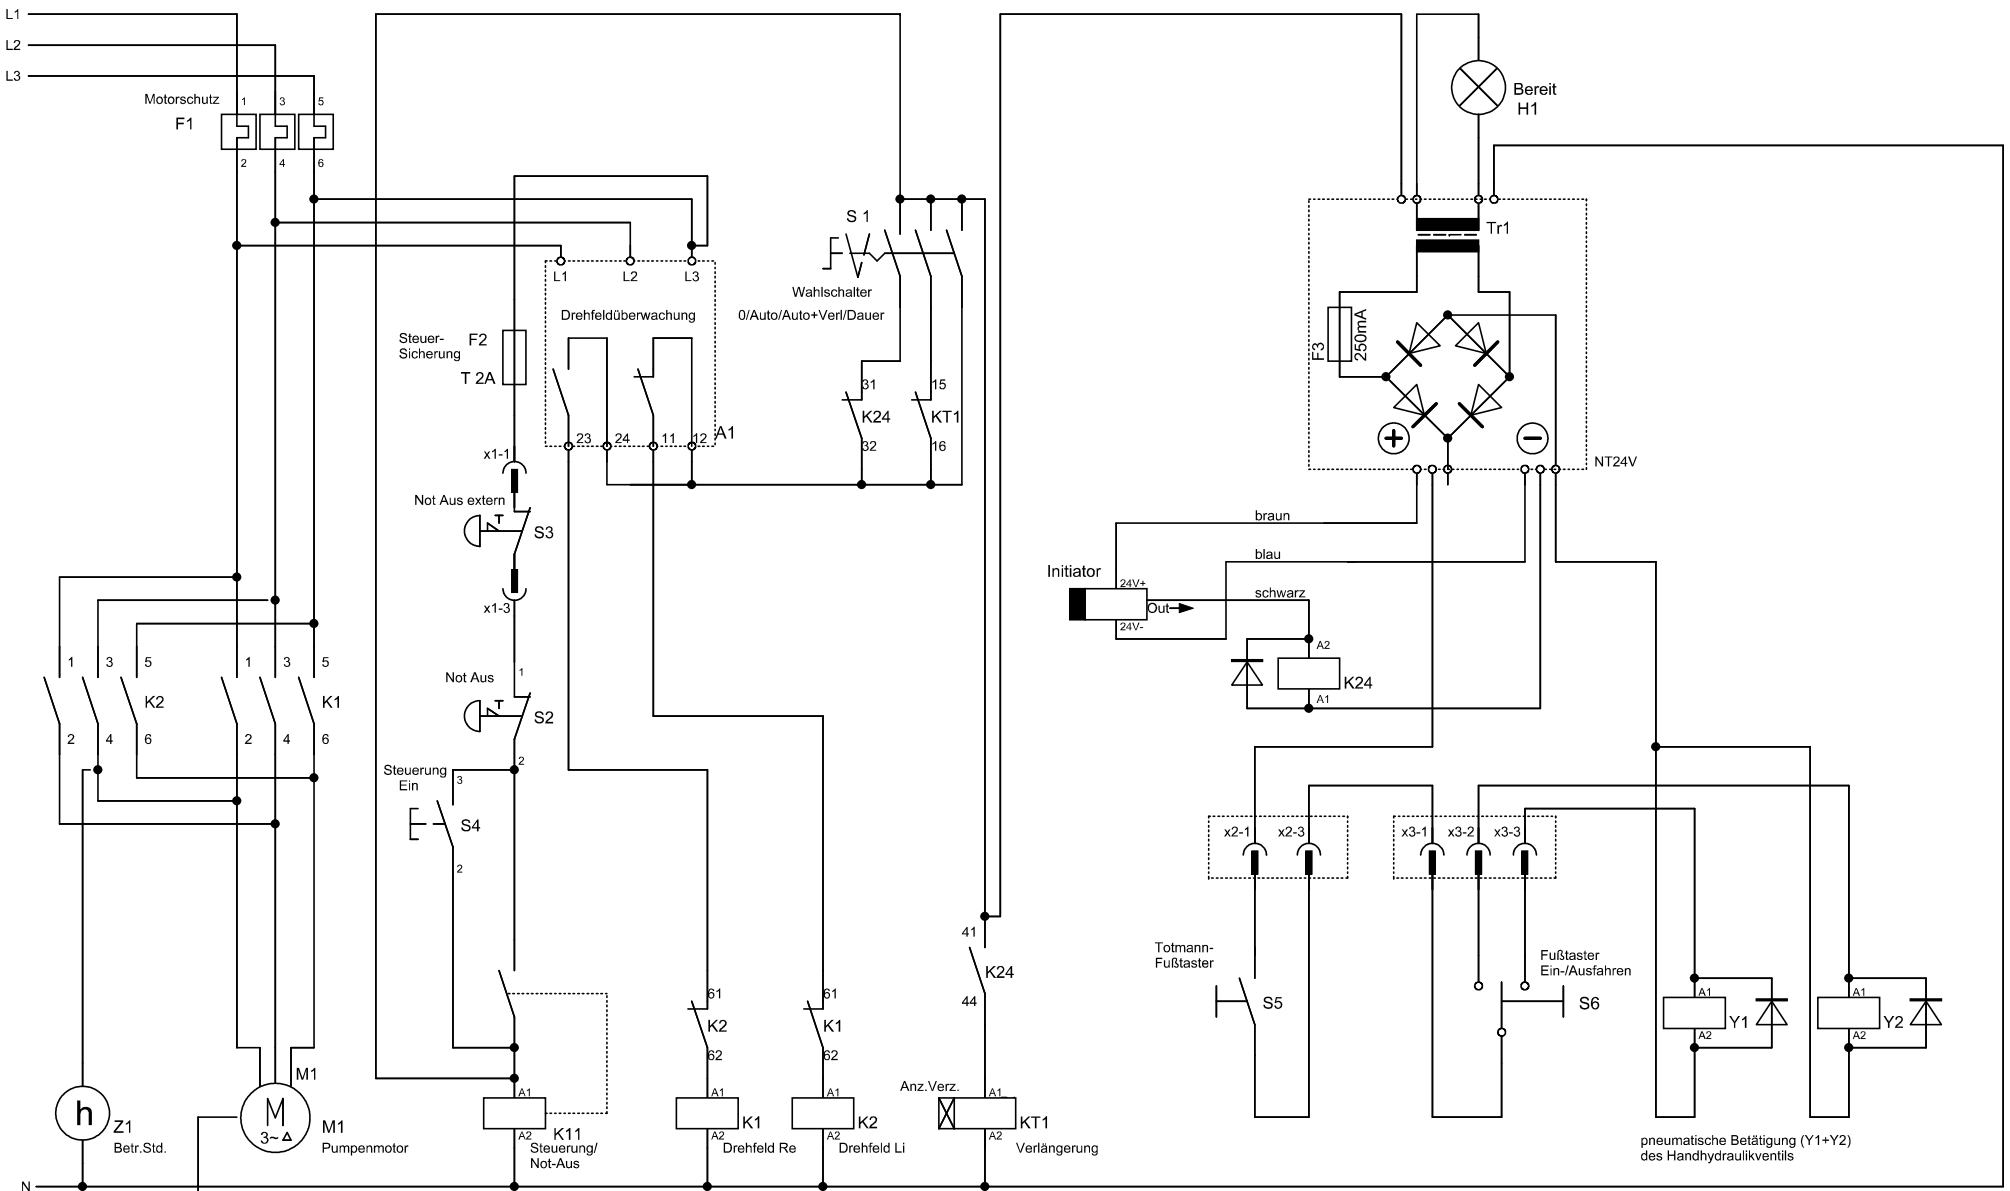 L1
L2
L3
Motorschutz
F1
1
3
5
2
4
6
Bereit
H1
Tr1
S 1
Wahlschalter
0/Auto/Auto+Verl/Dauer
L1
L2
L3
Drehfeldüberwachung
Steuer-
Sicherung
F2
T 2A
23
24
11
12
A1
31
K24
32
15
KT1
16
F3
250mA
+
−
NT24V
x1-1
Not Aus extern
T
S3
x1-3
braun
blau
Initiator
24V+
Out
24V-
schwarz
A2
K24
A1
1
3
5
K2
2
4
6
1
3
5
K1
2
4
6
Not Aus
1
T
S2
2
Steuerung
Ein
3
S4
2
x2-1
x2-3
x3-1
x3-2
x3-3
41
K24
44
Totmann-
Fußtaster
S5
Fußtaster
Ein-/Ausfahren
S6
A1
Y1
A2
A1
Y2
A2
61
K2
62
61
K1
62
h
Z1
Betr.Std.
M1
M
3~
M1
Pumpenmotor
A1
A2
K11
Steuerung/
Not-Aus
A1
K1
A2
Drehfeld Re
A1
K2
A2
Drehfeld Li
Anz.Verz.
A1
KT1
A2
Verlängerung
pneumatische Betätigung (Y1+Y2)
des Handhydraulikventils
N